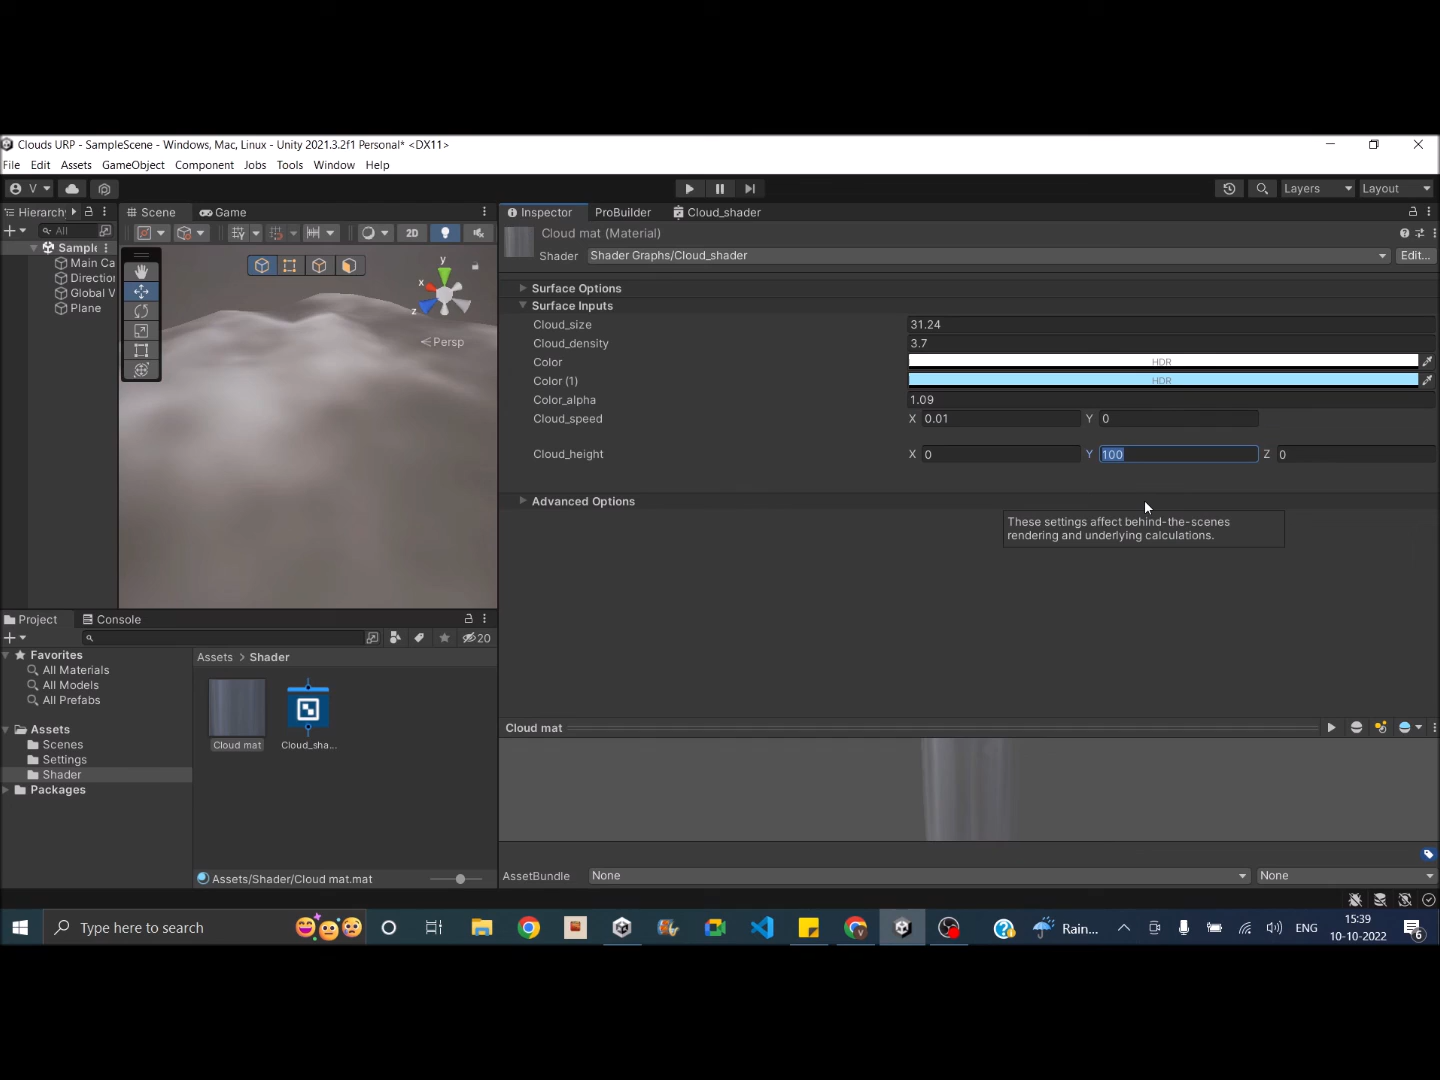 Clouds URP - SampleScene - Windows, Mac, Linux - Unity 2021.3.2f1 Personal* <DX11>
File Edit Assets GameObject Component Jobs Tools Window Help
V Layers Layout
Hierarchy Scene Game Inspector ProBuilder Cloud_shader
All 2D
Cloud mat (Material)
Shader Shader Graphs/Cloud_shader Edit...
Sample
Main Ca
Directio
Global V
Plane
y
x
z
Persp
Surface Options
Surface Inputs
Cloud_size 31.24
Cloud_density 3.7
Color HDR
Color (1) HDR
Color_alpha 1.09
Cloud_speed X 0.01 Y 0
Cloud_height X 0 Y 100 Z 0
Advanced Options
These settings affect behind-the-scenes
rendering and underlying calculations.
Project Console
20
Favorites
All Materials
All Models
All Prefabs
Assets
Scenes
Settings
Shader
Packages
Assets > Shader
Cloud mat Cloud_sha...
Assets/Shader/Cloud mat.mat
Cloud mat
AssetBundle None None
Type here to search
Rain...
ENG
15:39
10-10-2022
6